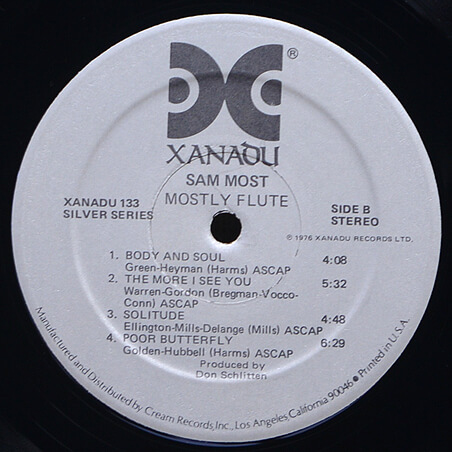 ®
XANADU
SAM MOST
MOSTLY FLUTE
XANADU 133
SILVER SERIES
SIDE B
STEREO
℗ 1976 XANADU RECORDS LTD.
1. BODY AND SOUL 4:08
Green-Heyman (Harms) ASCAP
2. THE MORE I SEE YOU 5:32
Warren-Gordon (Bregman-Vocco-
Conn) ASCAP
3. SOLITUDE 4:48
Ellington-Mills-Delange (Mills) ASCAP
4. POOR BUTTERFLY 6:29
Golden-Hubbell (Harms) ASCAP
Produced by
Don Schlitten
Manufactured and Distributed by Cream Records, Inc., Los Angeles, California 90046 ● Printed in U.S.A.